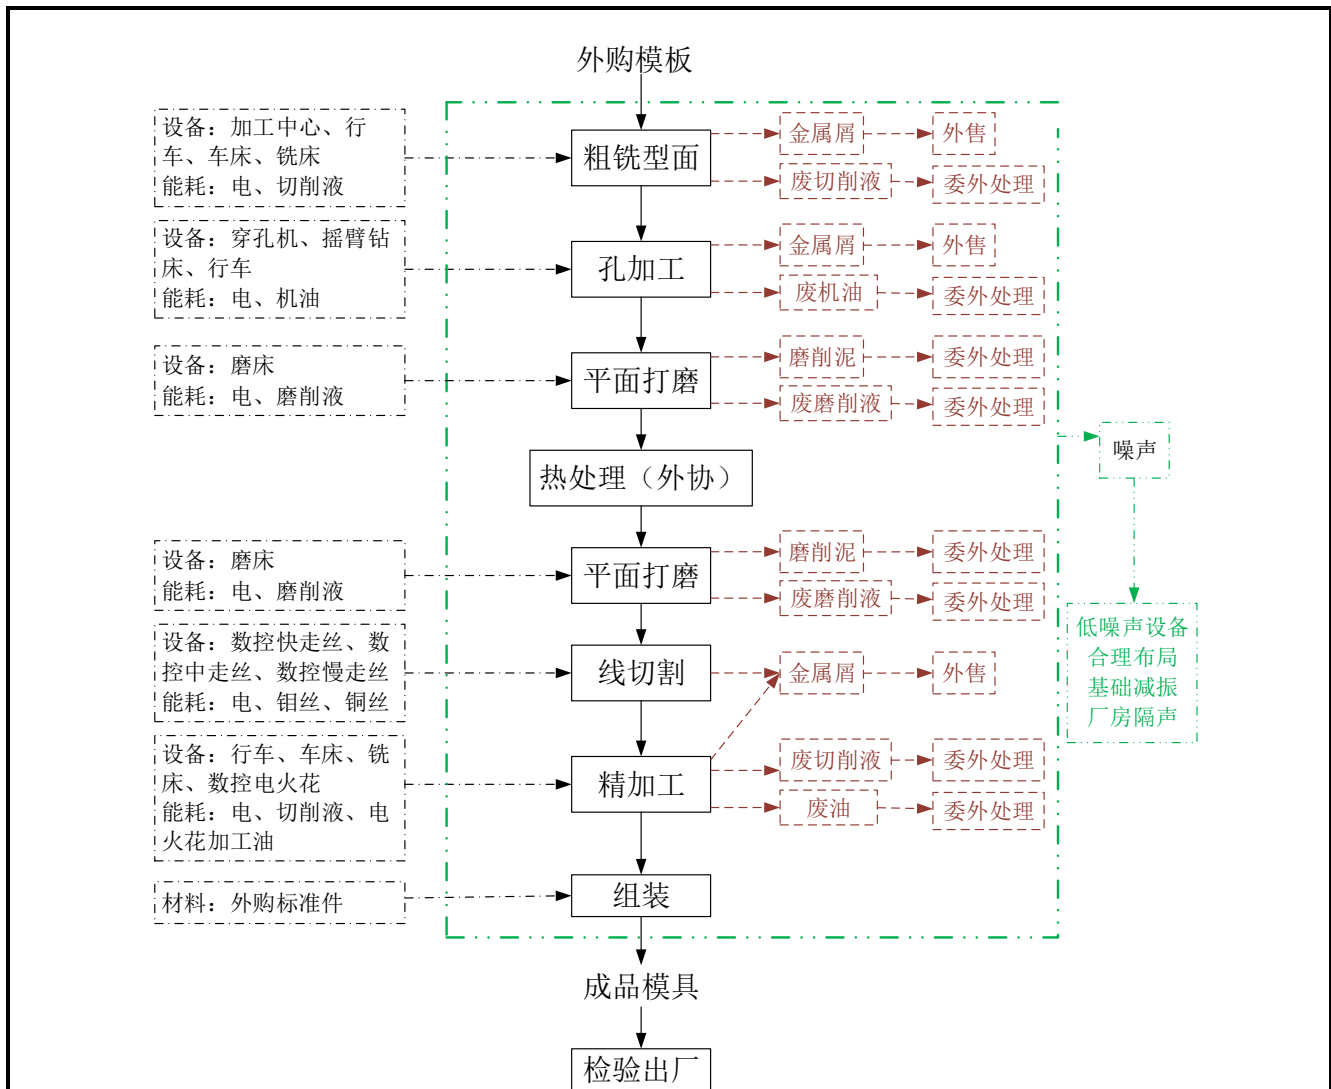 外购模板
设备：加工中心、行
车、车床、铣床
能耗：电、切削液
粗铣型面
金属屑
外售
废切削液
委外处理
设备：穿孔机、摇臂钻
床、行车
能耗：电、机油
孔加工
金属屑
外售
废机油
委外处理
设备：磨床
能耗：电、磨削液
平面打磨
磨削泥
委外处理
废磨削液
委外处理
噪声
热处理（外协）
设备：磨床
能耗：电、磨削液
平面打磨
磨削泥
委外处理
废磨削液
委外处理
低噪声设备
合理布局
基础减振
厂房隔声
设备：数控快走丝、数
控中走丝、数控慢走丝
能耗：电、钼丝、铜丝
线切割
金属屑
外售
设备：行车、车床、铣
床、数控电火花
能耗：电、切削液、电
火花加工油
精加工
废切削液
委外处理
废油
委外处理
材料：外购标准件
组装
成品模具
检验出厂